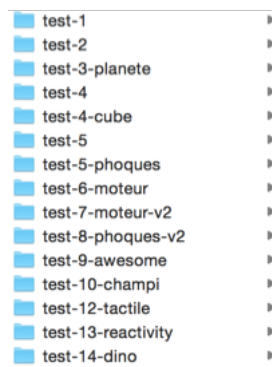 test-1
test-2
test-3-planete
test-4
test-4-cube
test-5
test-5-phoques
test-6-moteur
test-7-moteur-v2
test-8-phoques-v2
test-9-awesome
test-10-champi
test-12-tactile
test-13-reactivity
test-14-dino